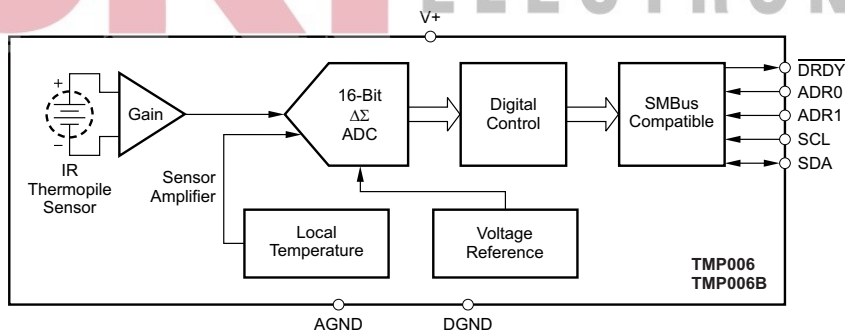 ELECTRON
V+
+
−
IR
Thermopile
Sensor
Gain
Sensor
Amplifier
16-Bit
ΔΣ
ADC
Digital
Control
SMBus
Compatible
DRDY
ADR0
ADR1
SCL
SDA
Local
Temperature
Voltage
Reference
TMP006
TMP006B
AGND
DGND